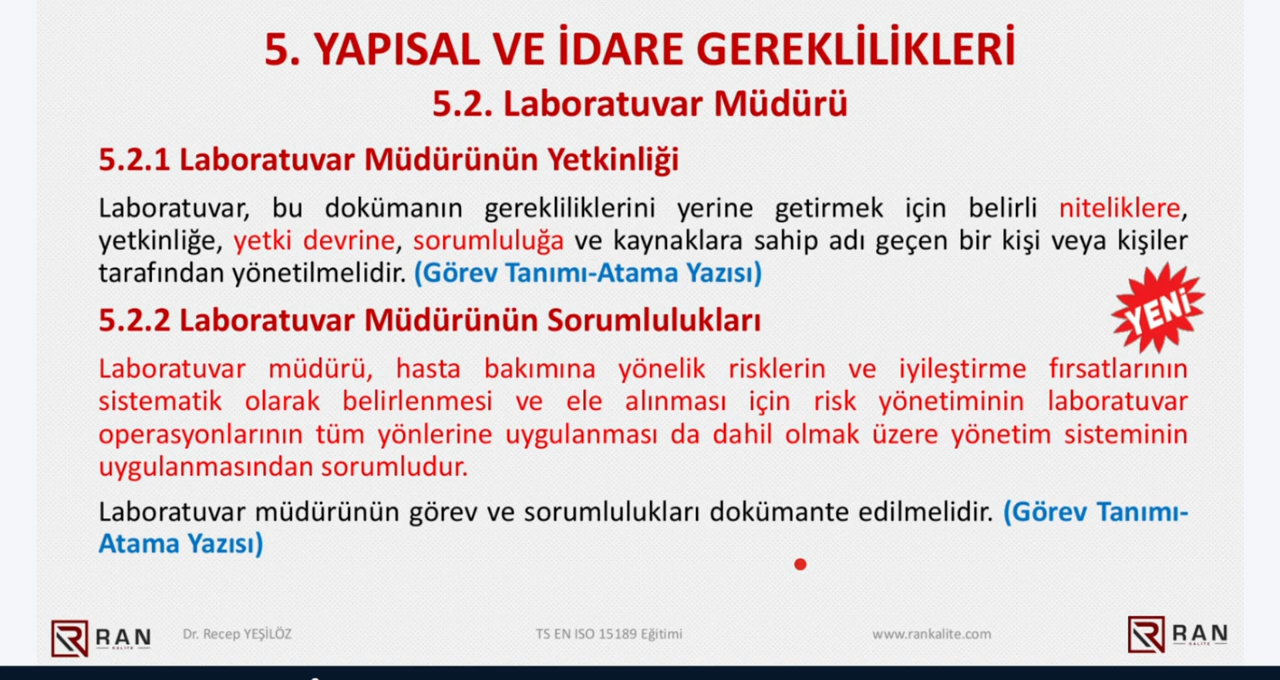 5. YAPISAL VE İDARE GEREKLİLİKLERİ
5.2. Laboratuvar Müdürü
5.2.1 Laboratuvar Müdürünün Yetkinliği
Laboratuvar, bu dokümanın gerekliliklerini yerine getirmek için belirli niteliklere,
yetkinliğe, yetki devrine, sorumluluğa ve kaynaklara sahip adı geçen bir kişi veya kişiler
tarafından yönetilmelidir. (Görev Tanımı-Atama Yazısı)
YENİ
5.2.2 Laboratuvar Müdürünün Sorumlulukları
Laboratuvar müdürü, hasta bakımına yönelik risklerin ve iyileştirme fırsatlarının
sistematik olarak belirlenmesi ve ele alınması için risk yönetiminin laboratuvar
operasyonlarının tüm yönlerine uygulanması da dahil olmak üzere yönetim sisteminin
uygulanmasından sorumludur.
Laboratuvar müdürünün görev ve sorumlulukları dokümante edilmelidir. (Görev Tanımı-
Atama Yazısı)
RAN
KALİTE
Dr. Recep YEŞİLÖZ
TS EN ISO 15189 Eğitimi
www.rankalite.com
RAN
KALİTE